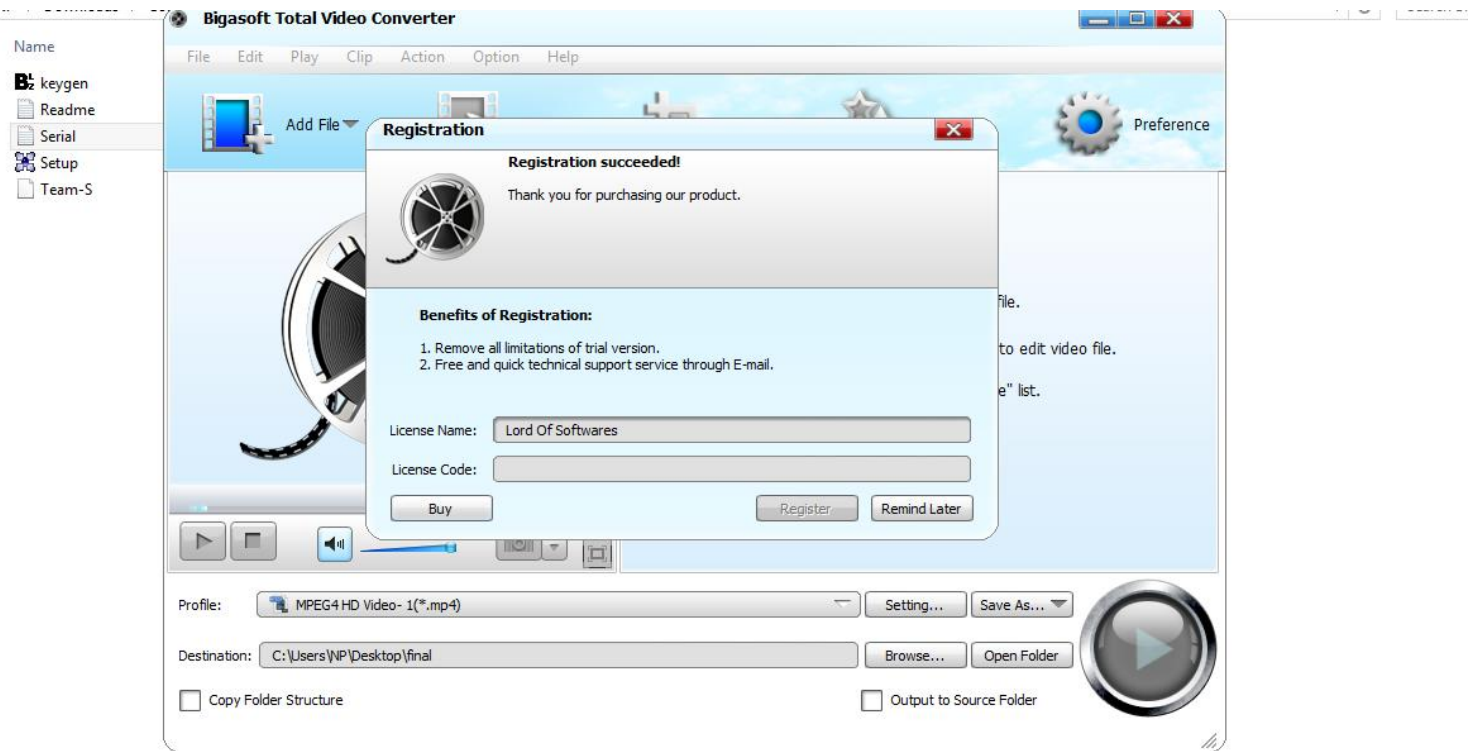 Bigasoft Total Video Converter
Name
File Edit Play Clip Action Option Help
keygen
Readme
Serial
Setup
Team-S
Add File
Preference
Registration
Registration succeeded!
Thank you for purchasing our product.
file.
Benefits of Registration:
1. Remove all limitations of trial version.
2. Free and quick technical support service through E-mail.
to edit video file.
e" list.
License Name: Lord Of Softwares
License Code:
Buy Register Remind Later
Profile: MPEG4 HD Video- 1(*.mp4) Setting... Save As...
Destination: C:\Users\NP\Desktop\final Browse... Open Folder
Copy Folder Structure Output to Source Folder